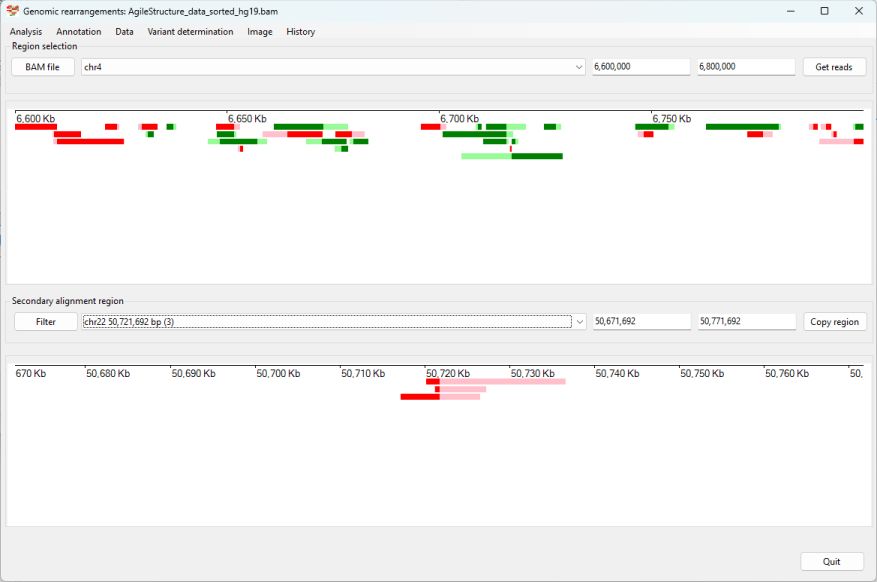 Genomic rearrangements: AgileStructure_data_sorted_hg19.bam
Analysis Annotation Data Variant determination Image History
Region selection
BAM file chr4 6,600,000 6,800,000 Get reads
6,600 Kb 6,650 Kb 6,700 Kb 6,750 Kb
Secondary alignment region
Filter chr22 50,721,692 bp (3) 50,671,692 50,771,692 Copy region
670 Kb 50,680 Kb 50,690 Kb 50,700 Kb 50,710 Kb 50,720 Kb 50,730 Kb 50,740 Kb 50,750 Kb 50,760 Kb 50,
Quit